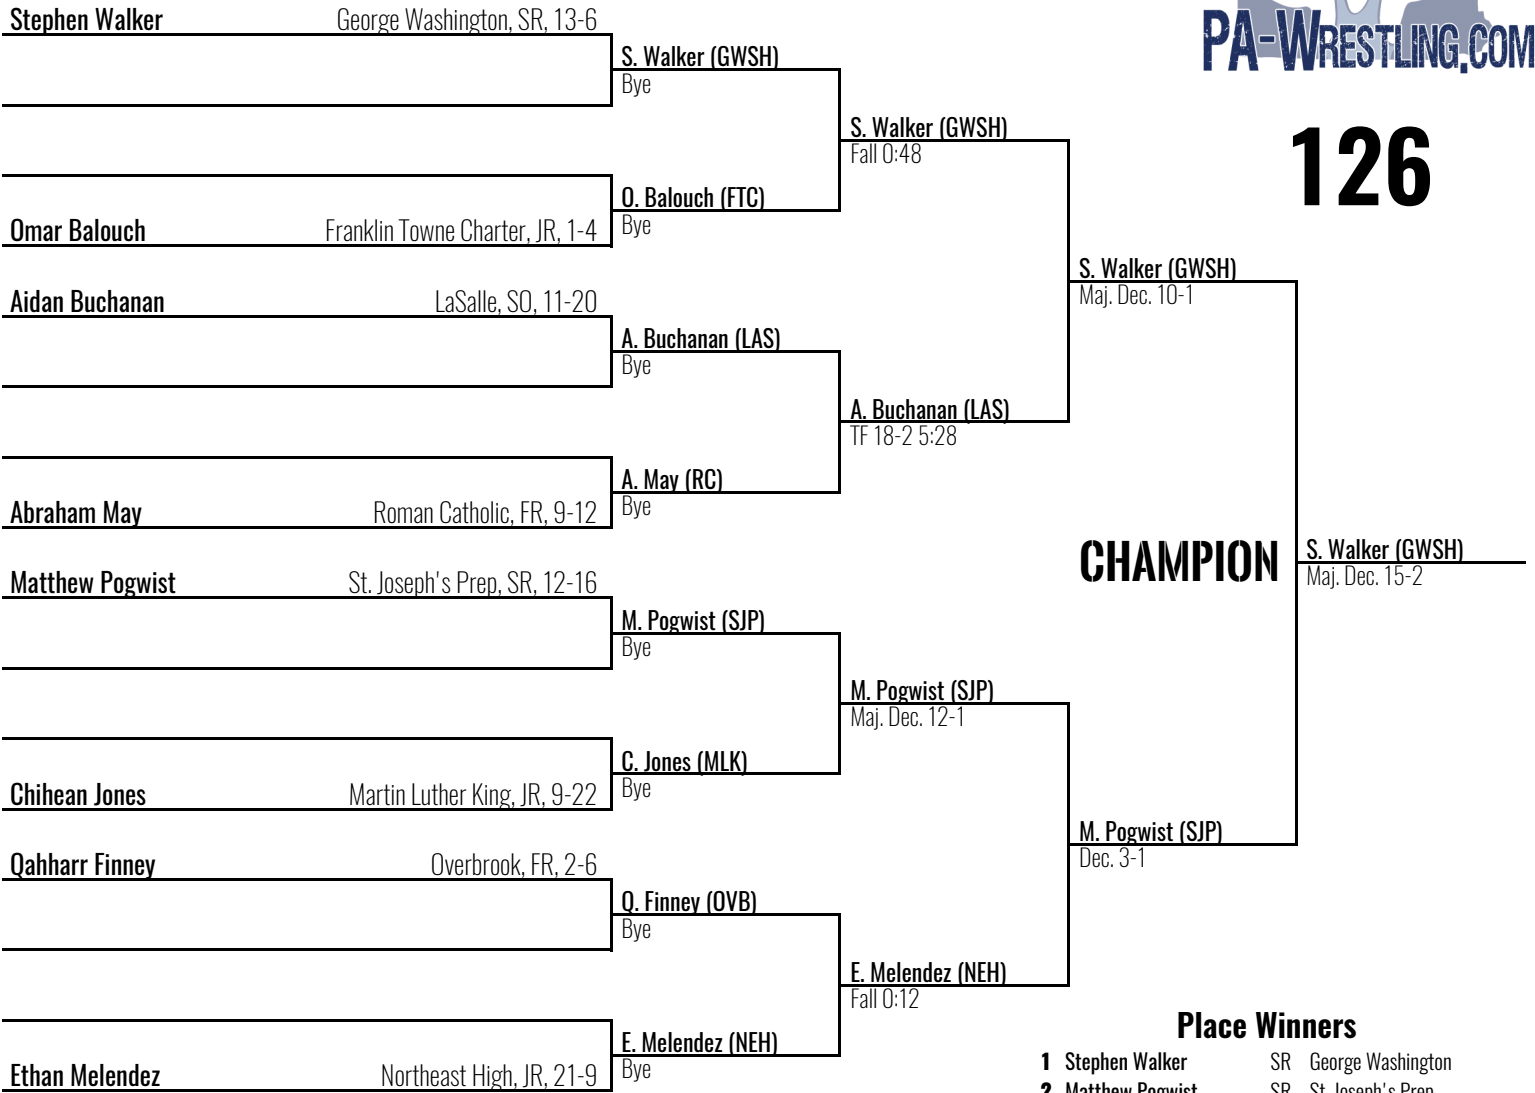 PA-WRESTLING.COM
126
Stephen Walker George Washington, SR, 13-6
Omar Balouch Franklin Towne Charter, JR, 1-4
Aidan Buchanan LaSalle, SO, 11-20
Abraham May Roman Catholic, FR, 9-12
Matthew Pogwist St. Joseph's Prep, SR, 12-16
Chihean Jones Martin Luther King, JR, 9-22
Qahharr Finney Overbrook, FR, 2-6
Ethan Melendez Northeast High, JR, 21-9
S. Walker (GWSH)
Bye
O. Balouch (FTC)
Bye
A. Buchanan (LAS)
Bye
A. May (RC)
Bye
M. Pogwist (SJP)
Bye
C. Jones (MLK)
Bye
Q. Finney (OVB)
Bye
E. Melendez (NEH)
Bye
S. Walker (GWSH)
Fall 0:48
A. Buchanan (LAS)
TF 18-2 5:28
M. Pogwist (SJP)
Maj. Dec. 12-1
E. Melendez (NEH)
Fall 0:12
S. Walker (GWSH)
Maj. Dec. 10-1
M. Pogwist (SJP)
Dec. 3-1
CHAMPION
S. Walker (GWSH)
Maj. Dec. 15-2
Place Winners
1 Stephen Walker SR George Washington
2 Matthew Pogwist SR St. Joseph's Prep